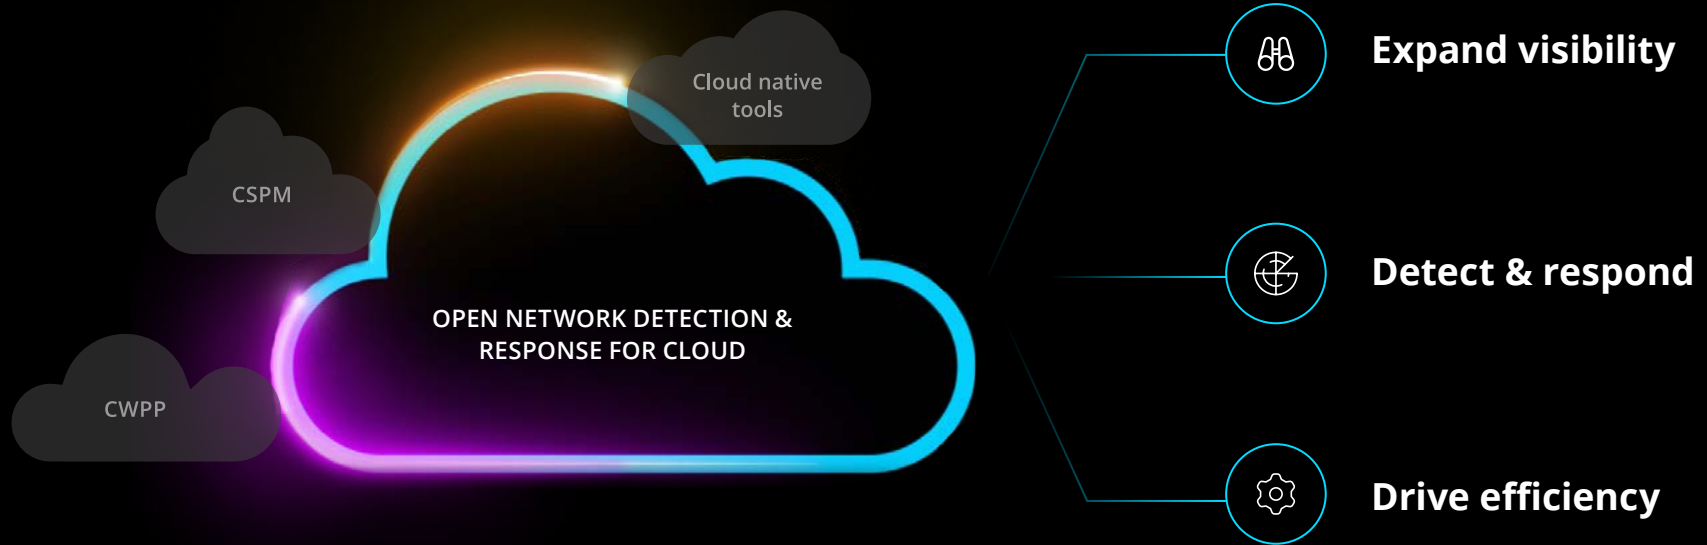 Cloud native
tools
CSPM
CWPP
OPEN NETWORK DETECTION &
RESPONSE FOR CLOUD
Expand visibility
Detect & respond
Drive efficiency